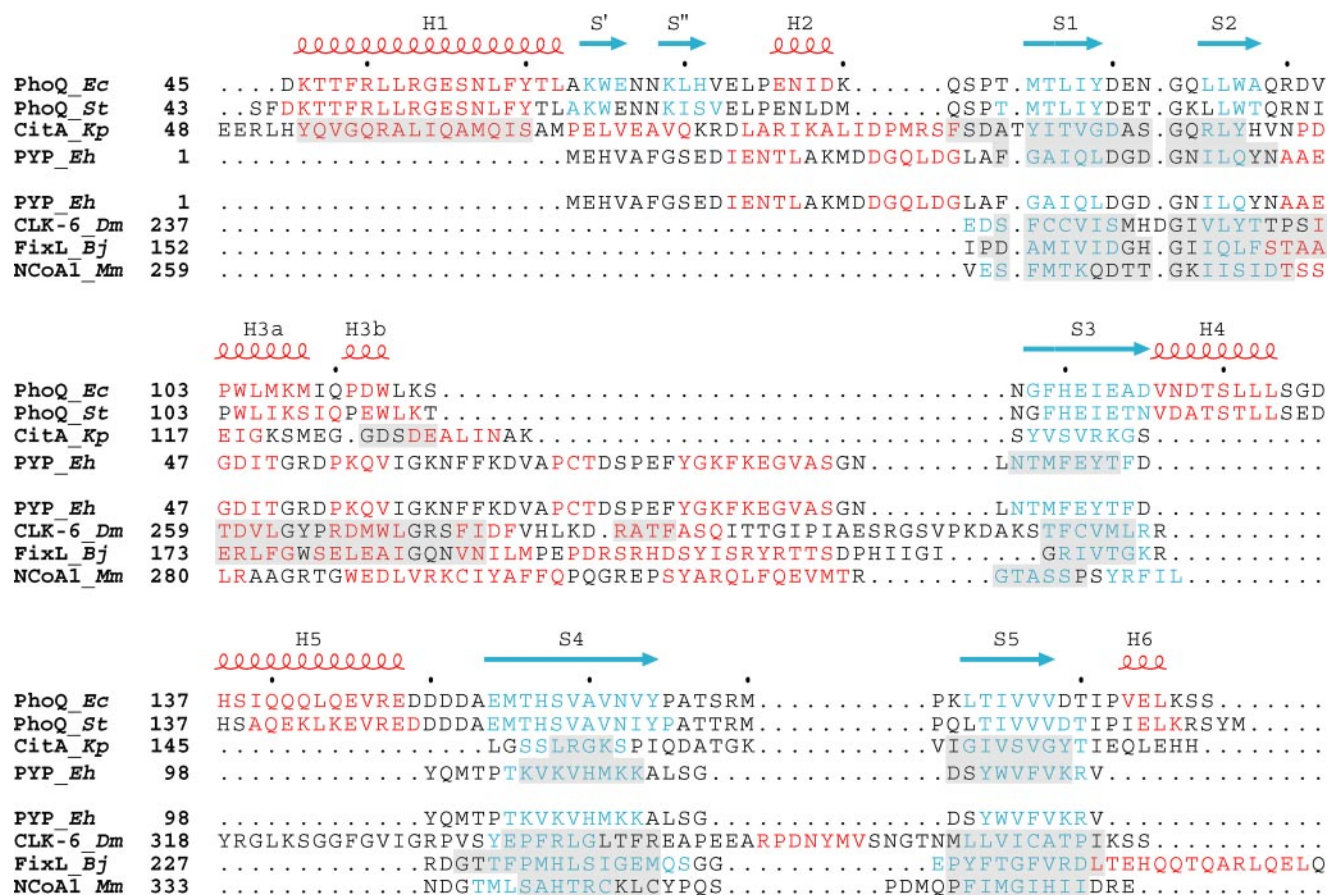 H1 S' S" H2 S1 S2
PhoQ_Ec 45 ....DKTTFRLLRGESNLFYTLAKWENNKLHVELPENIDK......QSPT.MTLIYDEN.GQLLWAQRDV
PhoQ_St 43 ..SFDKTTFRLLRGESNLFYTLAKWENNKISVELPENLDM......QSPT.MTLIYDET.GKLLWTQRNI
CitA_Kp 48 EERLHYQVGQRALIQAMQISAMPELVEAVQKRDLARIKALIDPMRSFSDATYITVGDAS.GQRLYHVNPD
PYP_Eh 1 ......................MEHVAFGSEDIENTLAKMDDGQLDGLAF.GAIQLDGD.GNILQYNAAE
PYP_Eh 1 ......................MEHVAFGSEDIENTLAKMDDGQLDGLAF.GAIQLDGD.GNILQYNAAE
CLK-6_Dm 237 ...............................................EDS.FCCVISMHDGIVLYTTPSI
FixL_Bj 152 ...............................................IPD.AMIVIDGH.GIIQLFSTAA
NCoA1_Mm 259 ...............................................VES.FMTKQDTT.GKIISIDTSS
H3a H3b S3 H4
PhoQ_Ec 103 PWLMKMIQPDWLKS....................................NGFHEIEADVNDTSLLLSGD
PhoQ_St 103 PWLIKSIQPEWLKT....................................NGFHEIETNVDATSTLLSED
CitA_Kp 117 EIGKSMEG.GDSDEALINAK..............................SYVSVRKGS...........
PYP_Eh 47 GDITGRDPKQVIGKNFFKDVAPCTDSPEFYGKFKEGVASGN........LNTMFEYTFD...........
PYP_Eh 47 GDITGRDPKQVIGKNFFKDVAPCTDSPEFYGKFKEGVASGN........LNTMFEYTFD...........
CLK-6_Dm 259 TDVLGYPRDMWLGRSFIDFVHLKD.RATFASQITTGIPIAESRGSVPKDAKSTFCVMLRR..........
FixL_Bj 173 ERLFGWSELEAIGQNVNILMPEPDRSRHDSYISRYRTTSDPHIIGI......GRIVTGKR..........
NCoA1_Mm 280 LRAAGRTGWEDLVRKCIYAFFQPQGREPSYARQLFQEVMTR........GTASSPSYRFIL.........
H5 S4 S5 H6
PhoQ_Ec 137 HSIQQQLQEVREDDDDAEMTHSVAVNVYPATSRM...........PKLTIVVVDTIPVELKSS.......
PhoQ_St 137 HSAQEKLKEVREDDDDAEMTHSVAVNIYPATTRM...........PQLTIVVVDTIPIELKRSYM.....
CitA_Kp 145 .................LGSSLRGKSPIQDATGK...........VIGIVSVGYTIEQLEHH........
PYP_Eh 98 .............YQMTPTKVKVHMKKALSG...............DSYWVFVKRV..............
PYP_Eh 98 .............YQMTPTKVKVHMKKALSG...............DSYWVFVKRV..............
CLK-6_Dm 318 YRGLKSGGFGVIGRPVSYEPFRLGLTFREAPEEARPDNYMVSNGTNMLLVICATPIKSS...........
FixL_Bj 227 .............RDGTTFPMHLSIGEMQSGG.............EPYFTGFVRDLTEHQQTQARLQELQ
NCoA1_Mm 333 .............NDGTMLSAHTRCKLCYPQS..........PDMQPFIMGIHIIDRE............